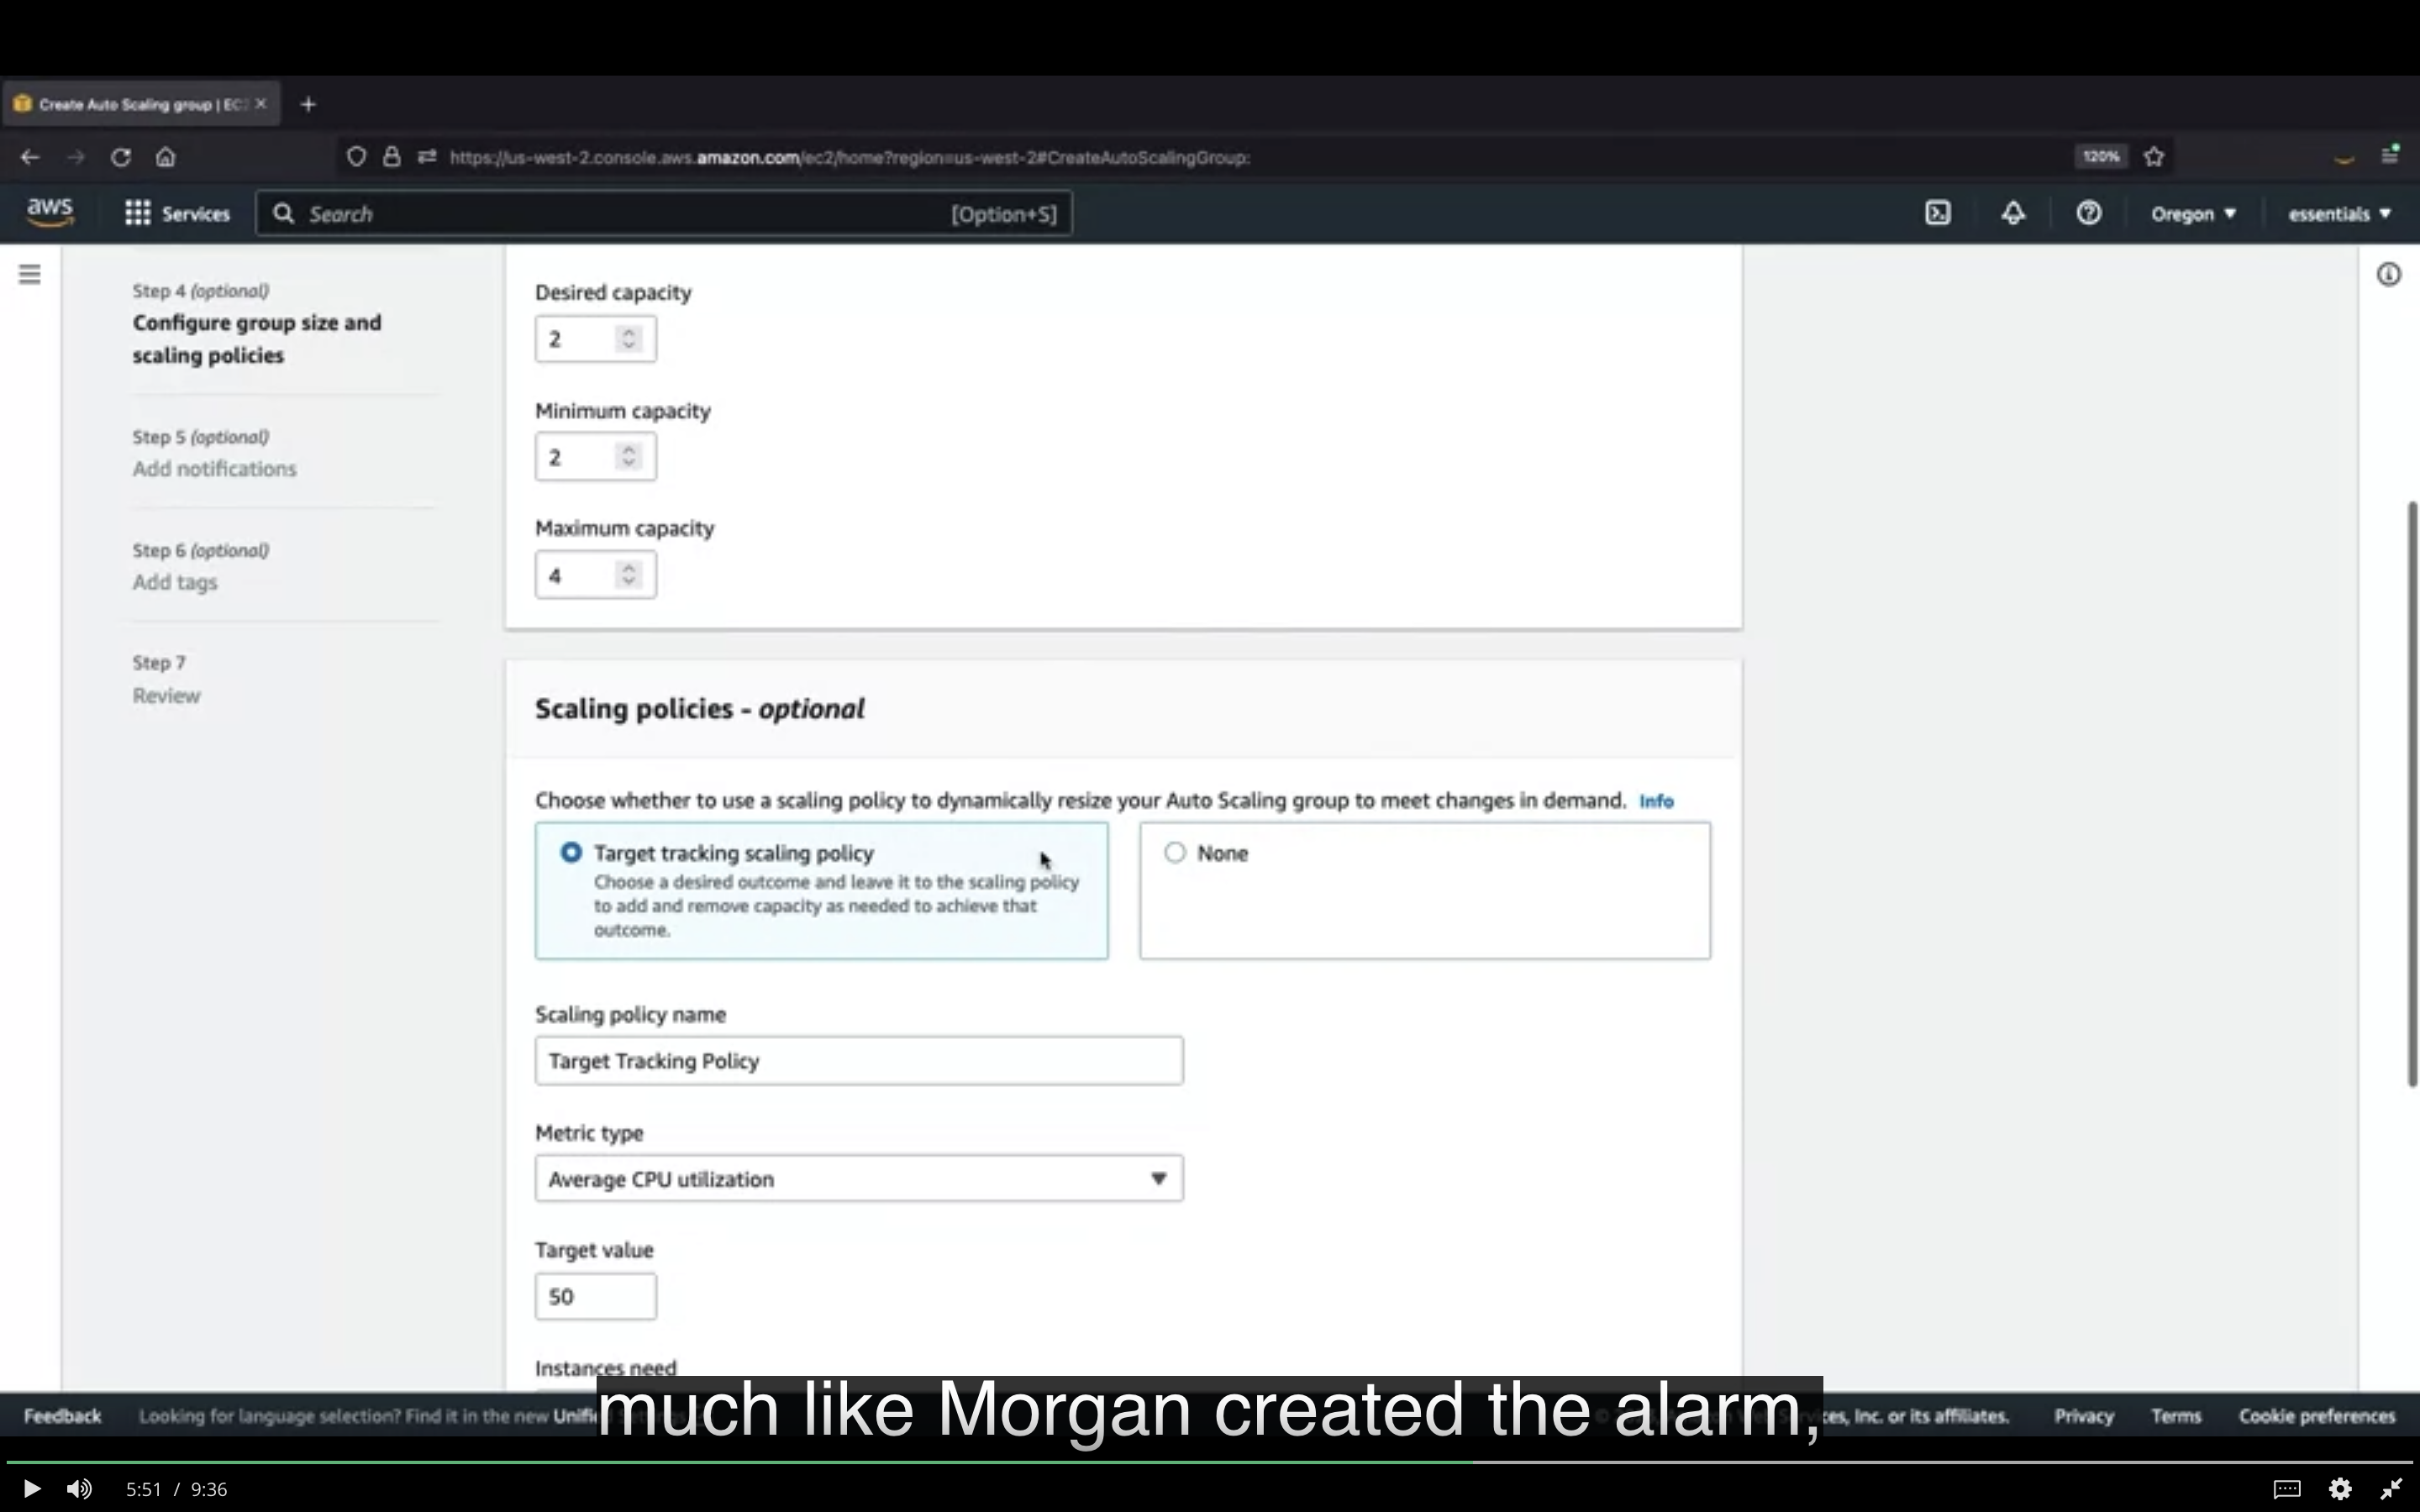 Create Auto Scaling group | EC
https://us-west-2.console.aws.amazon.com/ec2/home?region=us-west-2#CreateAutoScalingGroup:
120%
aws
Services
Search
[Option+S]
Oregon
essentials
Step 4 (optional)
Configure group size and
scaling policies
Step 5 (optional)
Add notifications
Step 6 (optional)
Add tags
Step 7
Review
Desired capacity
2
Minimum capacity
2
Maximum capacity
4
Scaling policies - optional
Choose whether to use a scaling policy to dynamically resize your Auto Scaling group to meet changes in demand. Info
Target tracking scaling policy
Choose a desired outcome and leave it to the scaling policy
to add and remove capacity as needed to achieve that
outcome.
None
Scaling policy name
Target Tracking Policy
Metric type
Average CPU utilization
Target value
50
Instances need
much like Morgan created the alarm,
Feedback
Looking for language selection? Find it in the new Unifi
Inc. or its affiliates.
Privacy
Terms
Cookie preferences
5:51 / 9:36